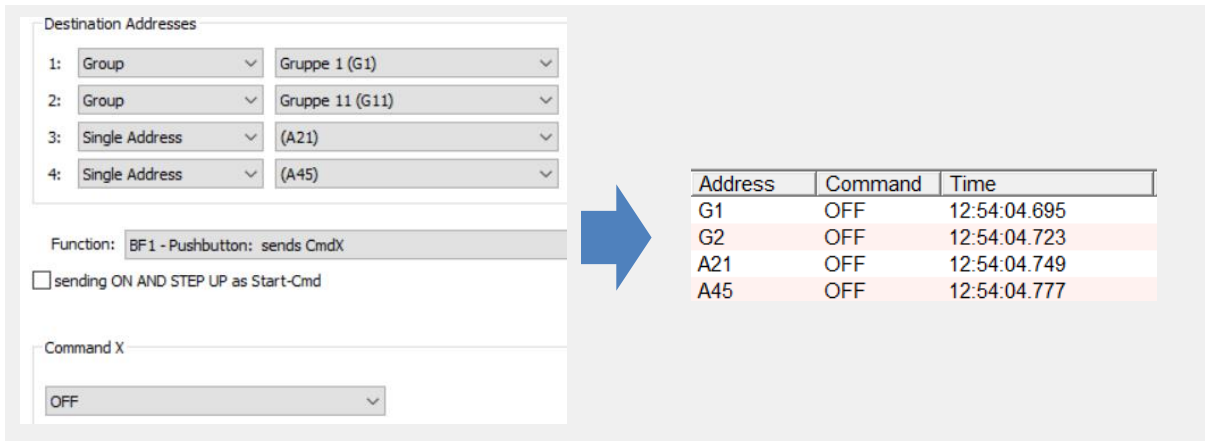 Destination Addresses
1: Group Gruppe 1 (G1)
2: Group Gruppe 11 (G11)
3: Single Address (A21)
4: Single Address (A45)
Function: BF1 - Pushbutton: sends CmdX
sending ON AND STEP UP as Start-Cmd
Command X
OFF
Address Command Time
G1 OFF 12:54:04.695
G2 OFF 12:54:04.723
A21 OFF 12:54:04.749
A45 OFF 12:54:04.777